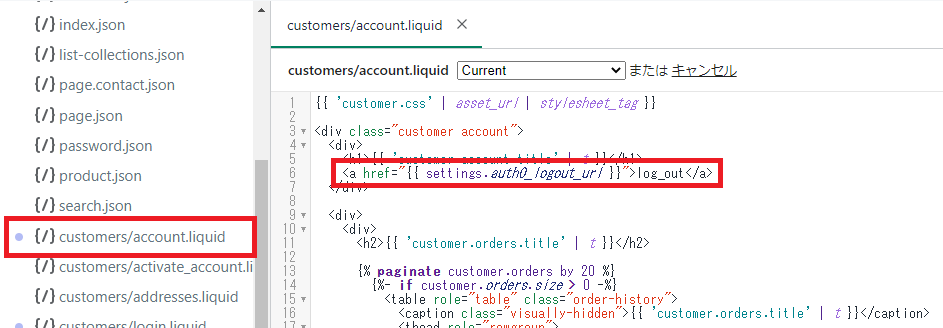 index.json
list-collections.json
page.contact.json
page.json
password.json
product.json
search.json
customers/account.liquid
customers/activate_account.li
customers/addresses.liquid
customers/login.liquid
customers/account.liquid ×
customers/account.liquid Current または キャンセル
1 {{ 'customer.css' | asset_url | stylesheet_tag }}
2
3 <div class="customer account">
4 <div>
5 <h1>{{ 'customer.account.title' | t }}</h1>
6 <a href="{{ settings.auth0_logout_url }}">log_out</a>
7 </div>
8
9 <div>
10 <div>
11 <h2>{{ 'customer.orders.title' | t }}</h2>
12
13 {% paginate customer.orders by 20 %}
14 {%- if customer.orders.size > 0 -%}
15 <table role="table" class="order-history">
16 <caption class="visually-hidden">{{ 'customer.orders.title' | t }}</caption>
17 <thead role="rowgroup">